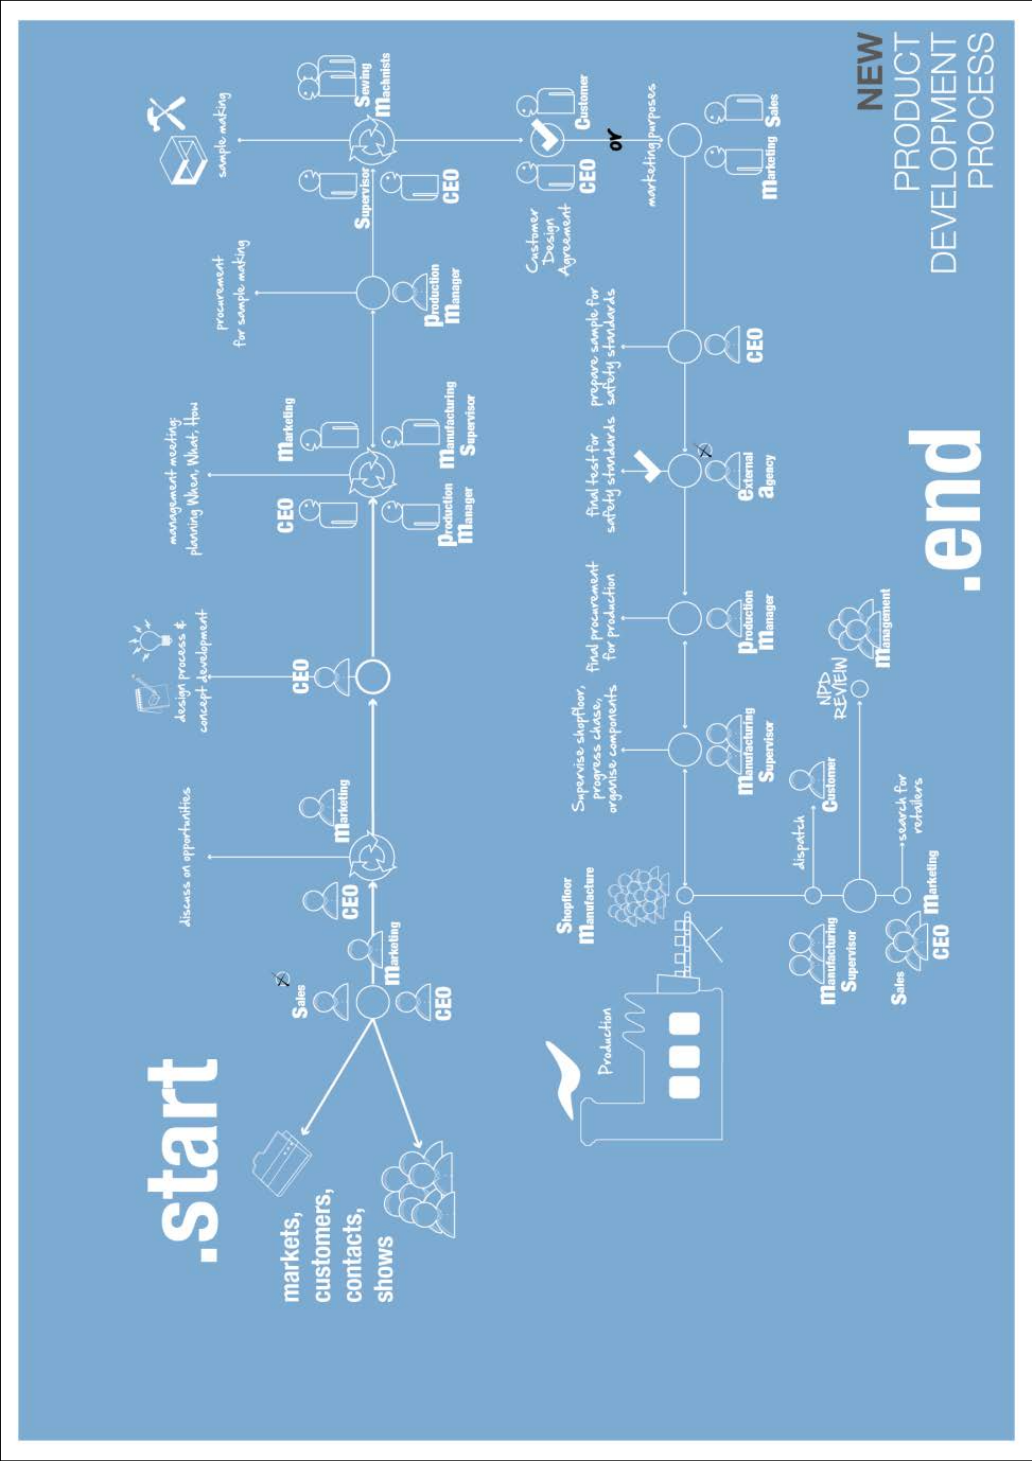 NEW
PRODUCT
DEVELOPMENT
PROCESS
.start
markets,
customers,
contacts,
shows
Sales
CEO
marketing
discuss on opportunities
CEO
marketing
design process &
concept development
CEO
management meeting:
planning When, What, How
CEO
marketing
production
manager
manufacturing
Supervisor
procurement
for sample making
production
manager
sample making
Supervisor
CEO
Sewing
machnists
Customer
Design
Agreement
CEO
Customer
or
marketing purposes
marketing
Sales
prepare sample for
safety standards
CEO
final test for
safety standards
external
agency
final procurement
for production
production
manager
Supervise shopfloor,
progress chase,
organise components
manufacturing
Supervisor
Shopfloor
manufacture
Production
manufacturing
Supervisor
dispatch
Customer
Sales
CEO
marketing
search for
retailers
NPD
REVIEW
management
.end